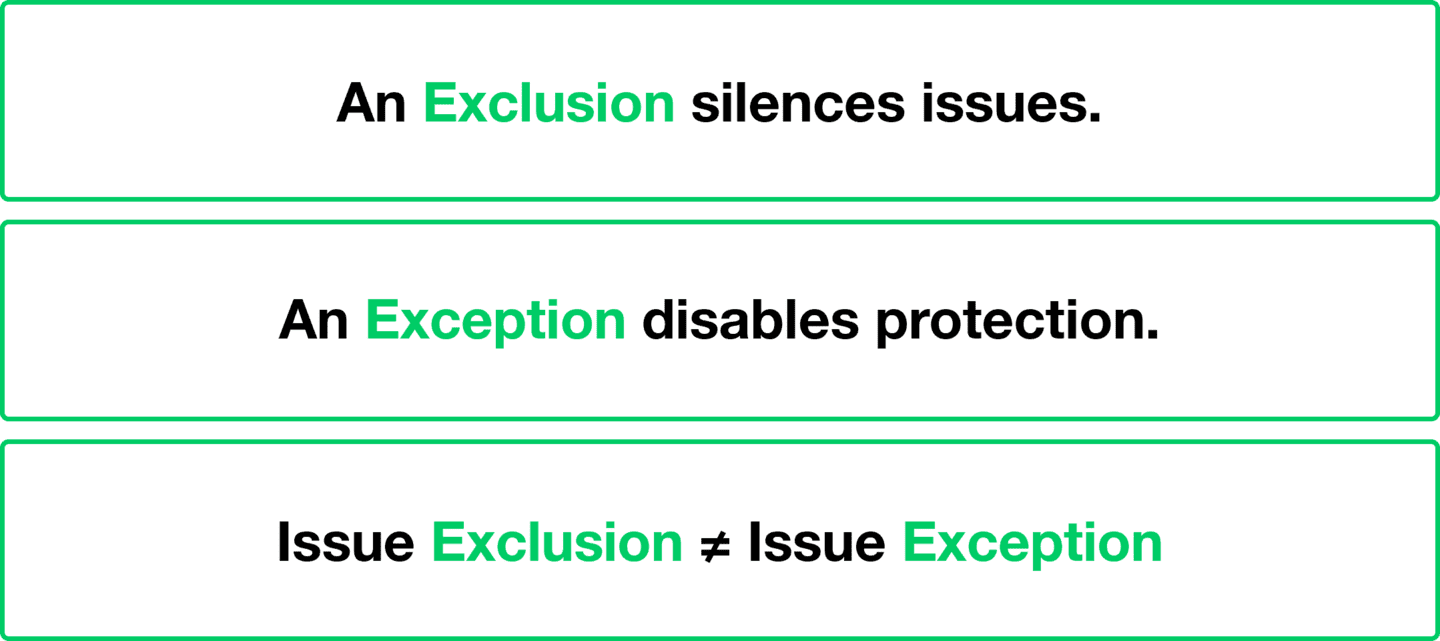 An Exclusion silences issues.
An Exception disables protection.
Issue Exclusion ≠ Issue Exception